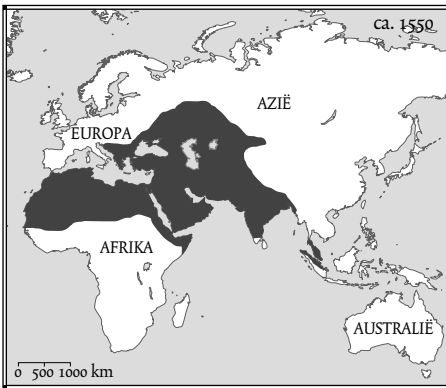 ca. 1550
AZIË
EUROPA
AFRIKA
AUSTRALIË
0 500 1000 km